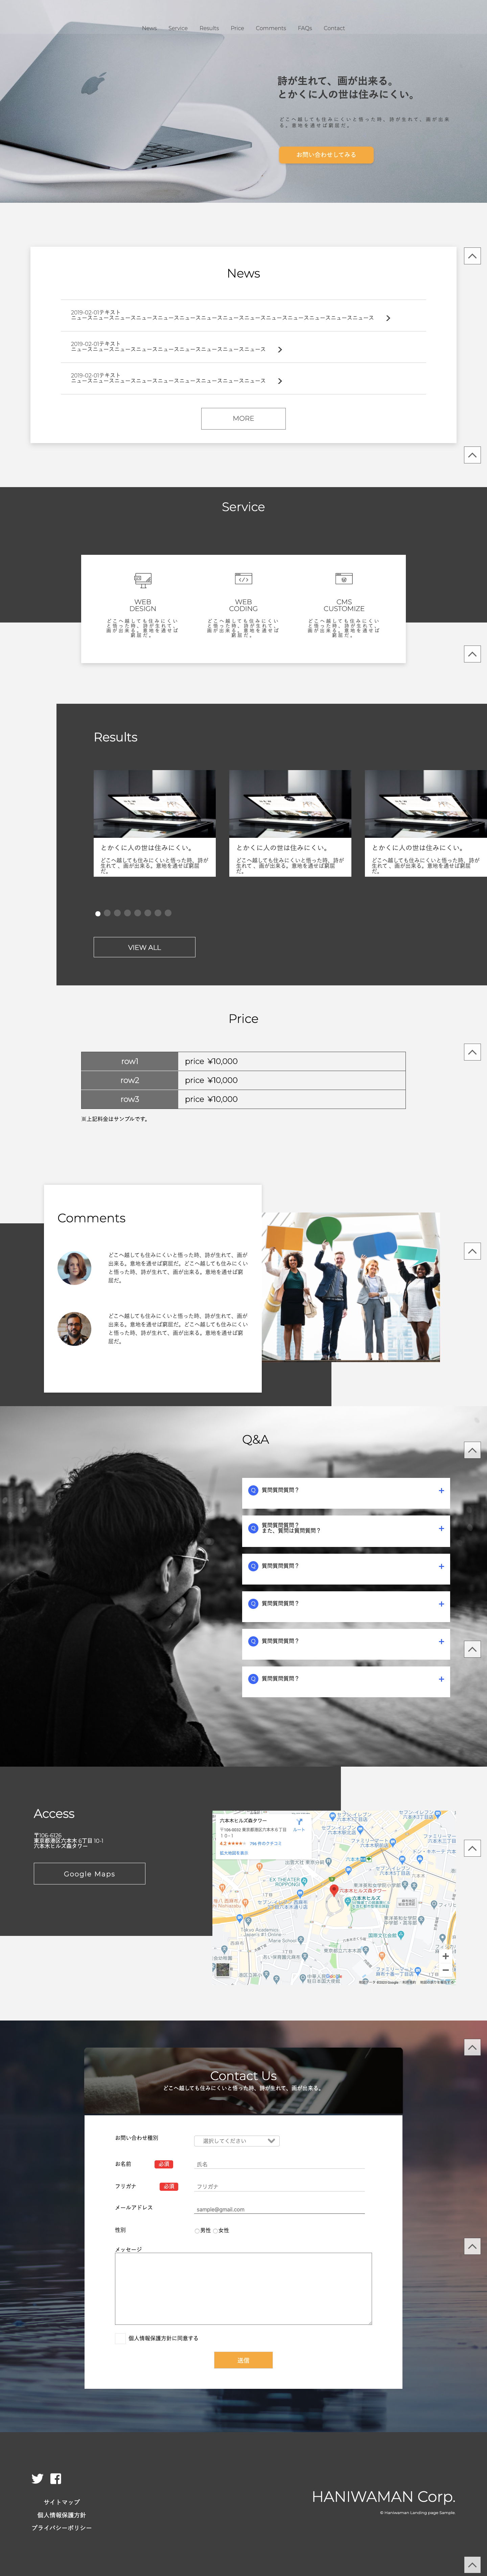 News Service Results Price Comments FAQs Contact
詩が生れて、画が出来る。
とかくに人の世は住みにくい。
どこへ越しても住みにくいと悟った時、詩が生れて、画が出来
る。意地を通せば窮屈だ。
お問い合わせしてみる
News
2019-02-01テキスト
ニュースニュースニュースニュースニュースニュースニュースニュースニュースニュースニュースニュースニュースニュース
2019-02-01テキスト
ニュースニュースニュースニュースニュースニュースニュースニュースニュース
2019-02-01テキスト
ニュースニュースニュースニュースニュースニュースニュースニュースニュース
MORE
Service
WEB
DESIGN
どこへ越しても住みにくい
と悟った時、詩が生れて、
画が出来る。意地を通せば
窮屈だ。
WEB
CODING
どこへ越しても住みにくい
と悟った時、詩が生れて、
画が出来る。意地を通せば
窮屈だ。
CMS
CUSTOMIZE
どこへ越しても住みにくい
と悟った時、詩が生れて、
画が出来る。意地を通せば
窮屈だ。
Results
とかくに人の世は住みにくい。
どこへ越しても住みにくいと悟った時、詩が
生れて、画が出来る。意地を通せば窮屈
だ。
とかくに人の世は住みにくい。
どこへ越しても住みにくいと悟った時、詩が
生れて、画が出来る。意地を通せば窮屈
だ。
とかくに人の世は住みにくい。
どこへ越しても住みにくいと悟った時、詩が
生れて、画が出来る。意地を通せば窮屈
だ。
VIEW ALL
Price
row1 price ¥10,000
row2 price ¥10,000
row3 price ¥10,000
※上記料金はサンプルです。
Comments
どこへ越しても住みにくいと悟った時、詩が生れて、画が
出来る。意地を通せば窮屈だ。どこへ越しても住みにくい
と悟った時、詩が生れて、画が出来る。意地を通せば窮
屈だ。
どこへ越しても住みにくいと悟った時、詩が生れて、画が
出来る。意地を通せば窮屈だ。どこへ越しても住みにくい
と悟った時、詩が生れて、画が出来る。意地を通せば窮
屈だ。
Q&A
Q 質問質問質問？ +
Q 質問質問質問？
また、質問は質問質問？ +
Q 質問質問質問？ +
Q 質問質問質問？ +
Q 質問質問質問？ +
Q 質問質問質問？ +
Access
〒106-6126
東京都港区六本木 6丁目 10-1
六本木ヒルズ森タワー
Google Maps
六本木ヒルズ森タワー
ルート
拡大地図を表示
EX THEATER
ROPPONGI
六本木ヒルズ森タワー
六本木ヒルズ
Contact Us
どこへ越しても住みにくいと悟った時、詩が生れて、画が出来る。
お問い合わせ種別 選択してください
お名前 必須 氏名
フリガナ 必須 フリガナ
メールアドレス sample@gmail.com
性別 男性 女性
メッセージ
個人情報保護方針に同意する
送信
サイトマップ
個人情報保護方針
プライバシーポリシー
HANIWAMAN Corp.
© Haniwaman Landing page Sample.